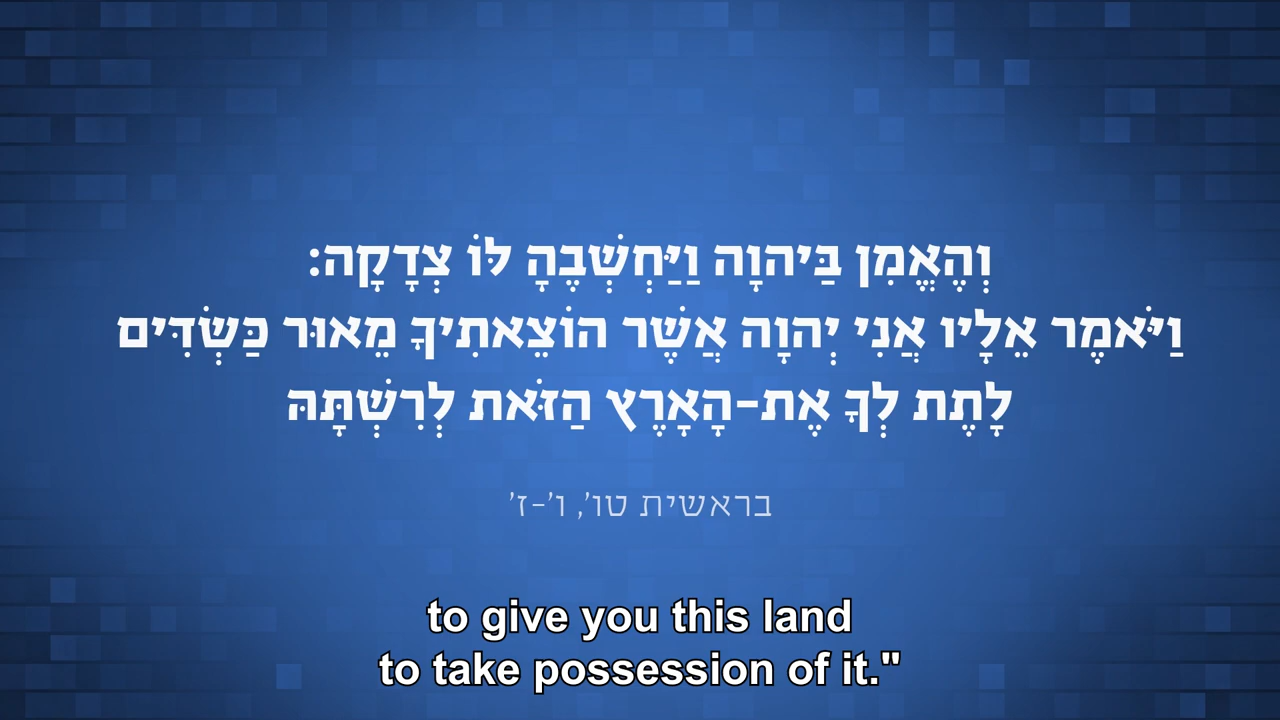 וְהֶאֱמִן בַּיהוָה וַיַּחְשְׁבֶהָ לּוֹ צְדָקָה:
וַיֹּאמֶר אֵלָיו אֲנִי יְהוָה אֲשֶׁר הוֹצֵאתִיךָ מֵאוּר כַּשְׂדִּים
לָתֶת לְךָ אֶת-הָאָרֶץ הַזֹּאת לְרִשְׁתָּהּ
בראשית טו', ו'-ז'
to give you this land
to take possession of it."